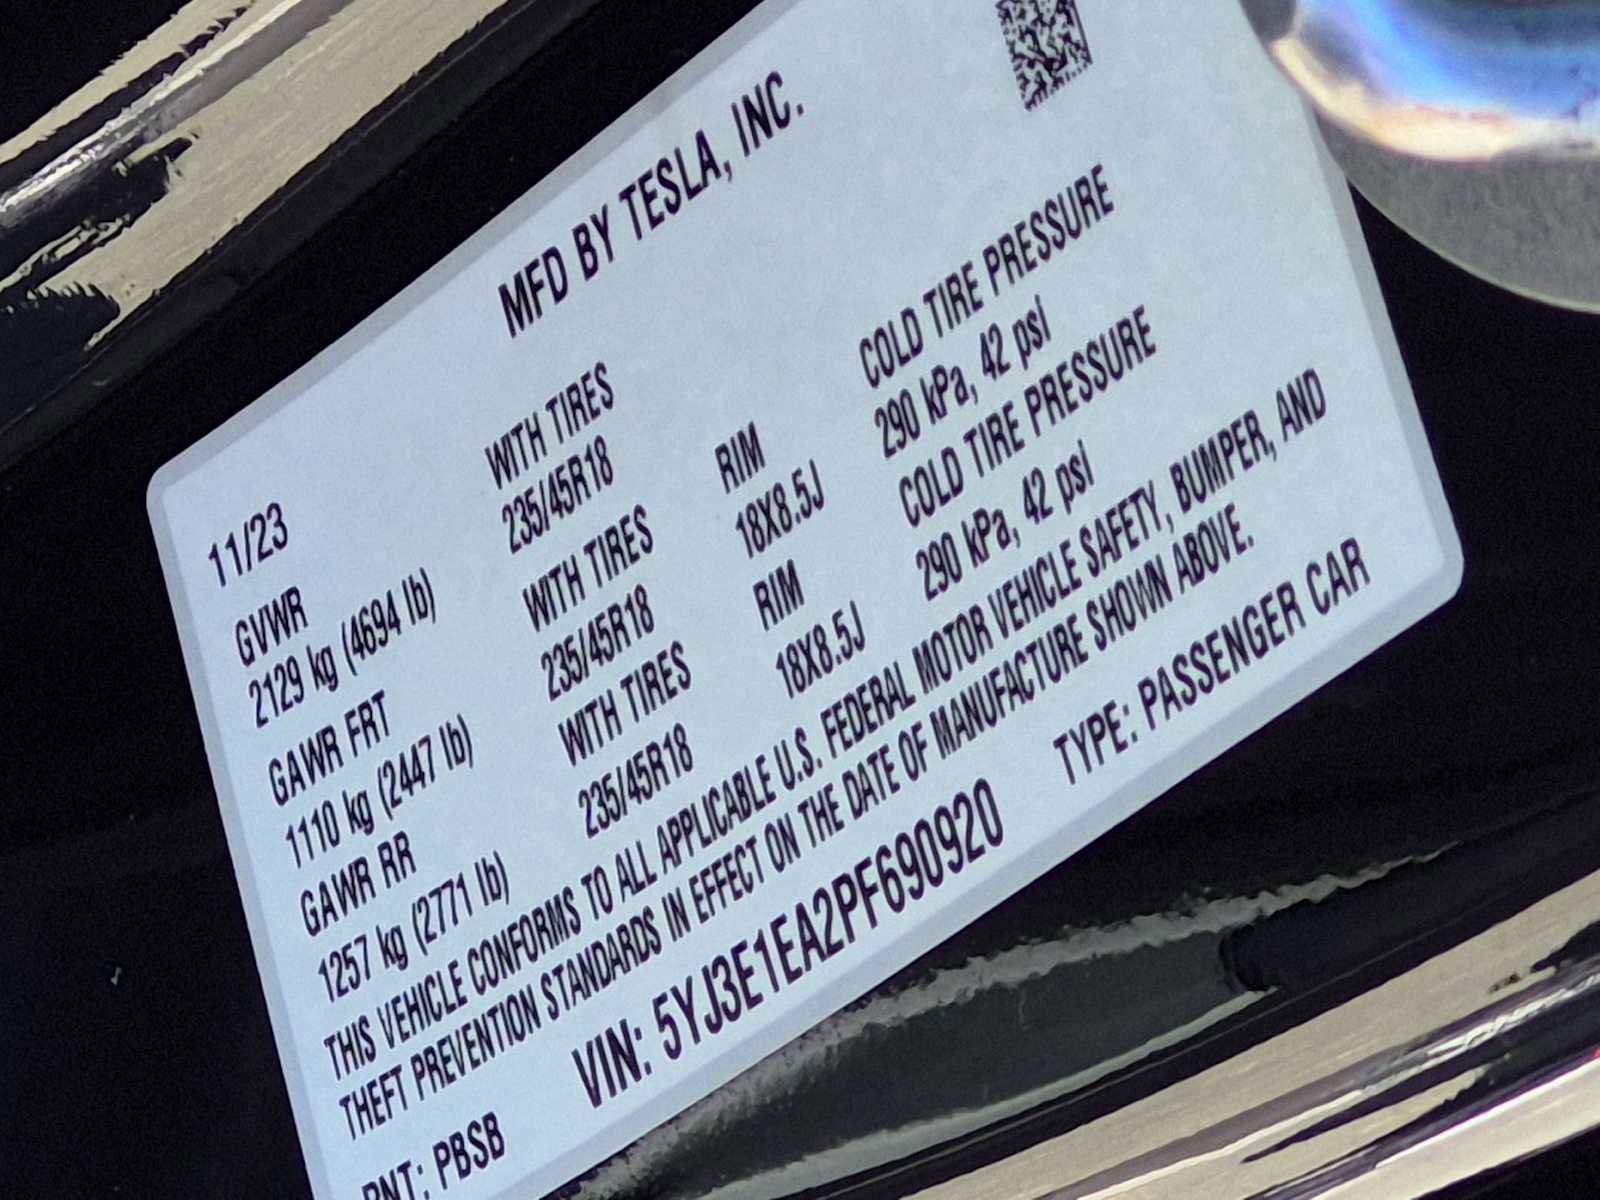 MFD BY TESLA, INC.
11/23
GVWR WITH TIRES RIM COLD TIRE PRESSURE
2129 kg (4694 lb) 235/45R18 18X8.5J 290 kPa, 42 psi
GAWR FRT WITH TIRES RIM COLD TIRE PRESSURE
1110 kg (2447 lb) 235/45R18 18X8.5J 290 kPa, 42 psi
GAWR RR WITH TIRES
1257 kg (2771 lb) 235/45R18
THIS VEHICLE CONFORMS TO ALL APPLICABLE U.S. FEDERAL MOTOR VEHICLE SAFETY, BUMPER, AND
THEFT PREVENTION STANDARDS IN EFFECT ON THE DATE OF MANUFACTURE SHOWN ABOVE.
VIN: 5YJ3E1EA2PF690920 TYPE: PASSENGER CAR
PNT: PBSB